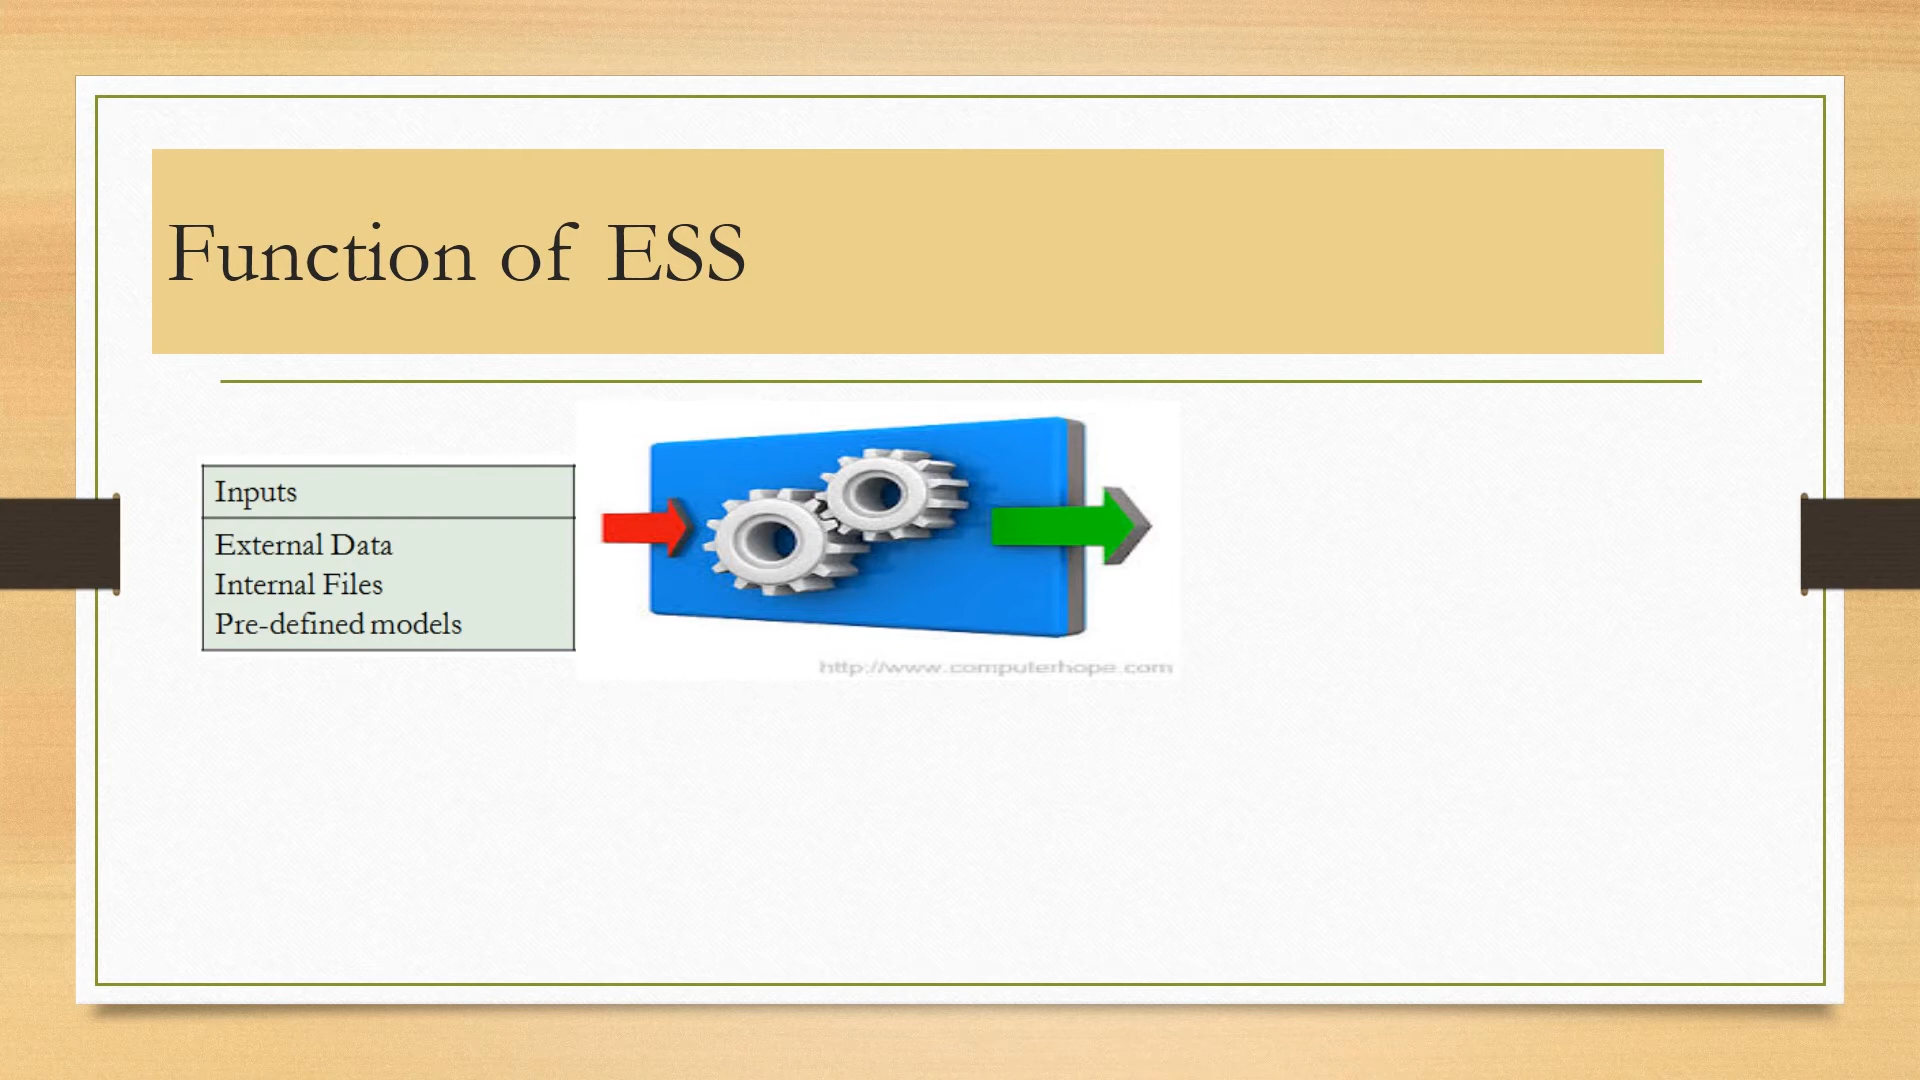 Function of ESS
Inputs
External Data
Internal Files
Pre-defined models
http://www.computerhope.com